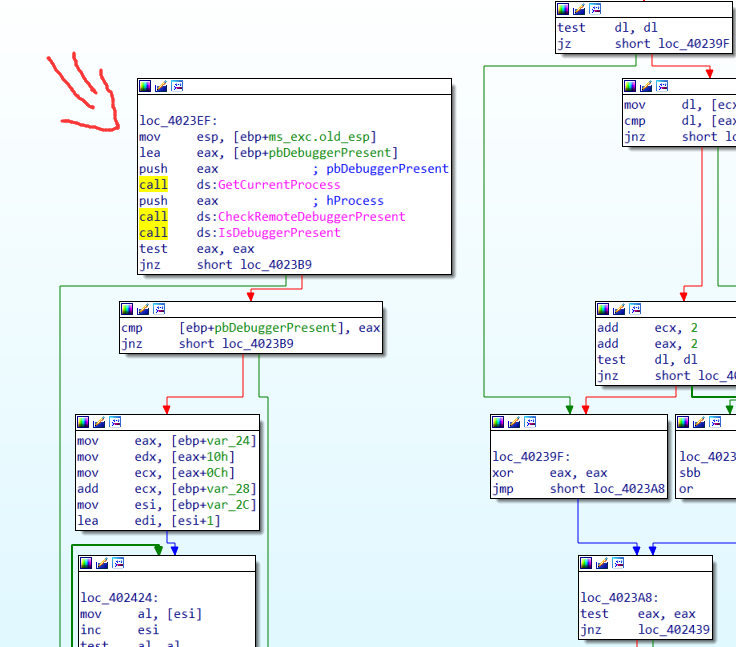 test    dl, dl
jz      short loc_40239F
mov     dl, [ecx
cmp     dl, [eax
jnz     short lo
loc_4023EF:
mov     esp, [ebp+ms_exc.old_esp]
lea     eax, [ebp+pbDebuggerPresent]
push    eax             ; pbDebuggerPresent
call    ds:GetCurrentProcess
push    eax             ; hProcess
call    ds:CheckRemoteDebuggerPresent
call    ds:IsDebuggerPresent
test    eax, eax
jnz     short loc_4023B9
cmp     [ebp+pbDebuggerPresent], eax
jnz     short loc_4023B9
add     ecx, 2
add     eax, 2
test    dl, dl
jnz     short loc_4
mov     eax, [ebp+var_24]
mov     edx, [eax+10h]
mov     ecx, [eax+0Ch]
add     ecx, [ebp+var_28]
mov     esi, [ebp+var_2C]
lea     edi, [esi+1]
loc_40239F:
xor     eax, eax
jmp     short loc_4023A8
loc_4023
sbb
or
loc_402424:
mov     al, [esi]
inc     esi
test    al, al
loc_4023A8:
test    eax, eax
jnz     loc_402439